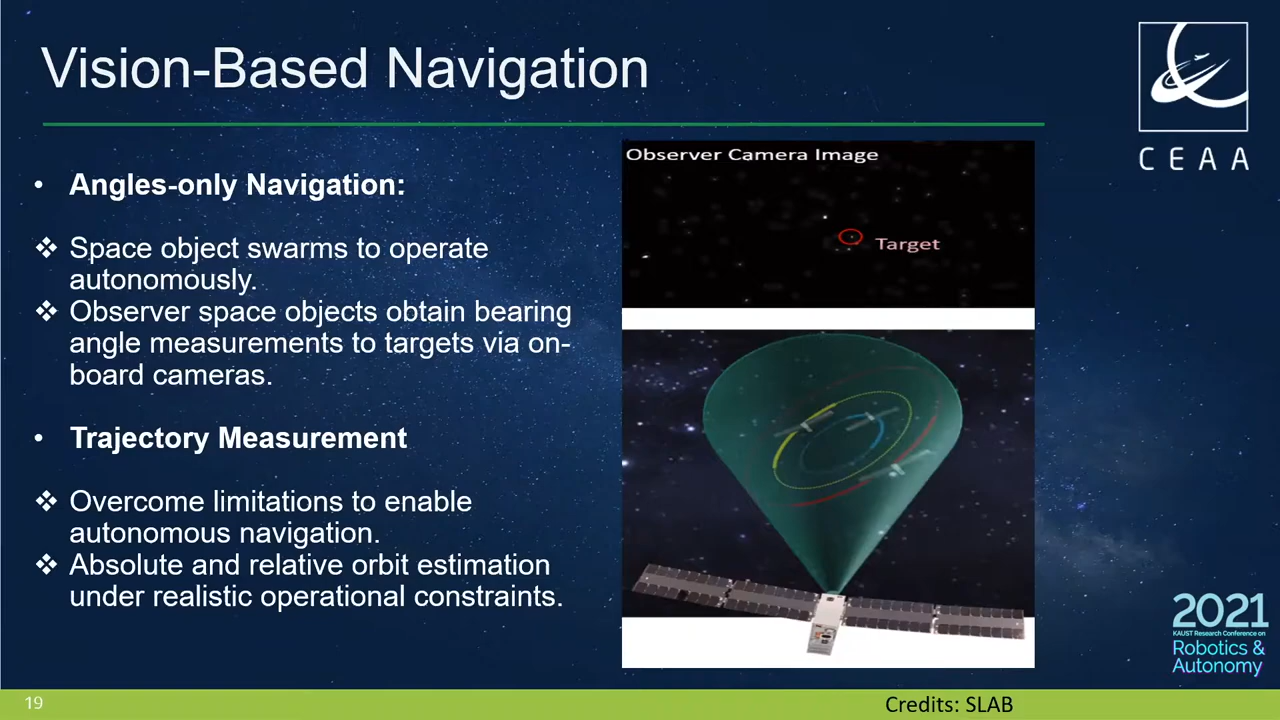 Vision-Based Navigation
CEAA
• Angles-only Navigation:
❖ Space object swarms to operate
autonomously.
❖ Observer space objects obtain bearing
angle measurements to targets via on-
board cameras.
• Trajectory Measurement
❖ Overcome limitations to enable
autonomous navigation.
❖ Absolute and relative orbit estimation
under realistic operational constraints.
Observer Camera Image
Target
2021
KAUST Research Conference on
Robotics &
Autonomy
19
Credits: SLAB